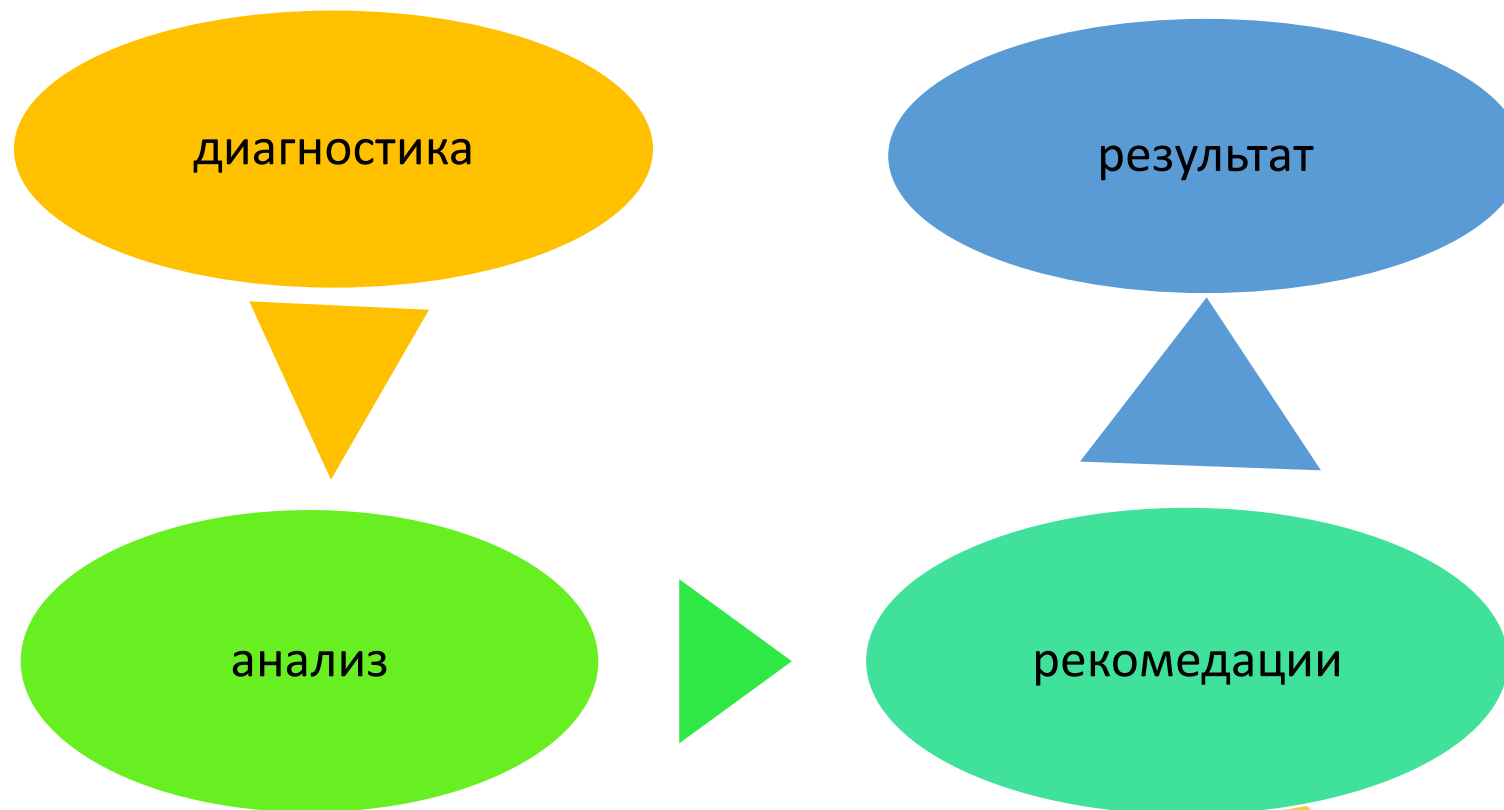 диагностика
результат
анализ
рекомедации